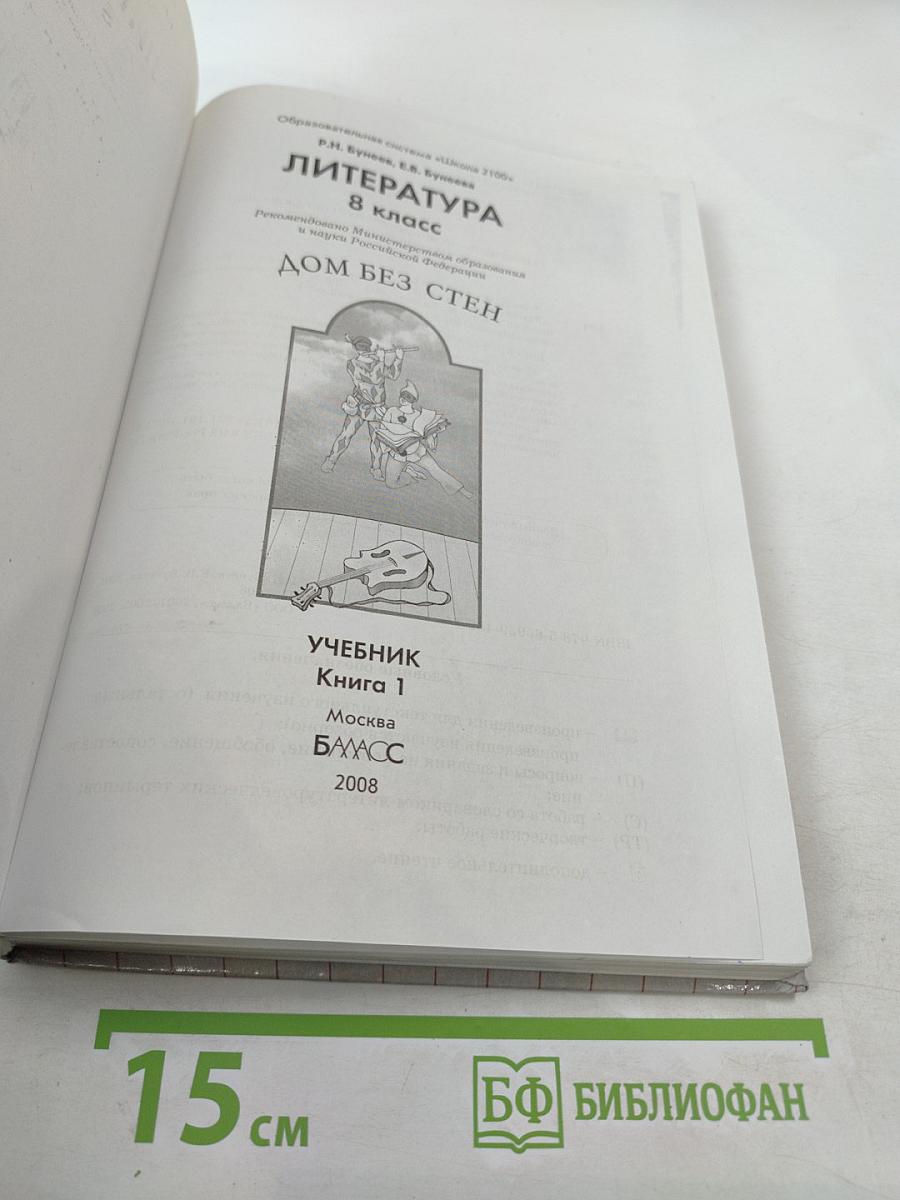 Образовательная система «Школа 2100»
Р.Н. Бунеев, Е.В. Бунеева
ЛИТЕРАТУРА
8 класс
Рекомендовано Министерством образования
и науки Российской Федерации
ДОМ БЕЗ СТЕН
УЧЕБНИК
Книга 1
Москва
БАЛАСС
2008
15 см
БФ БИБЛИОФАН